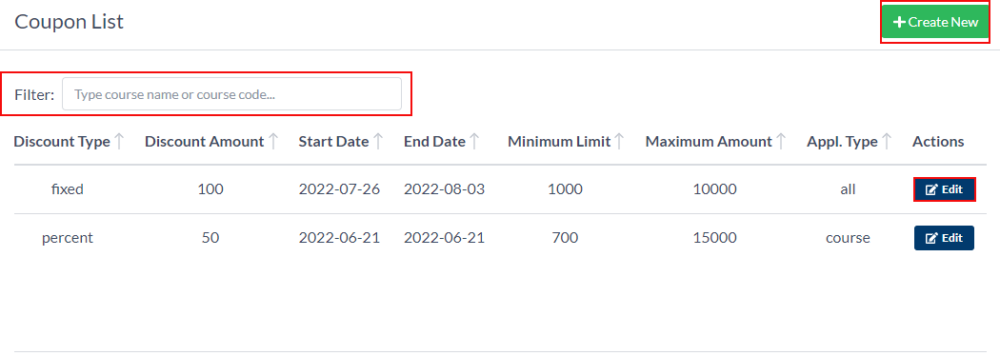 Coupon List
Create New
Filter: Type course name or course code...
Discount Type Discount Amount Start Date End Date Minimum Limit Maximum Amount Appl. Type Actions
fixed 100 2022-07-26 2022-08-03 1000 10000 all Edit
percent 50 2022-06-21 2022-06-21 700 15000 course Edit